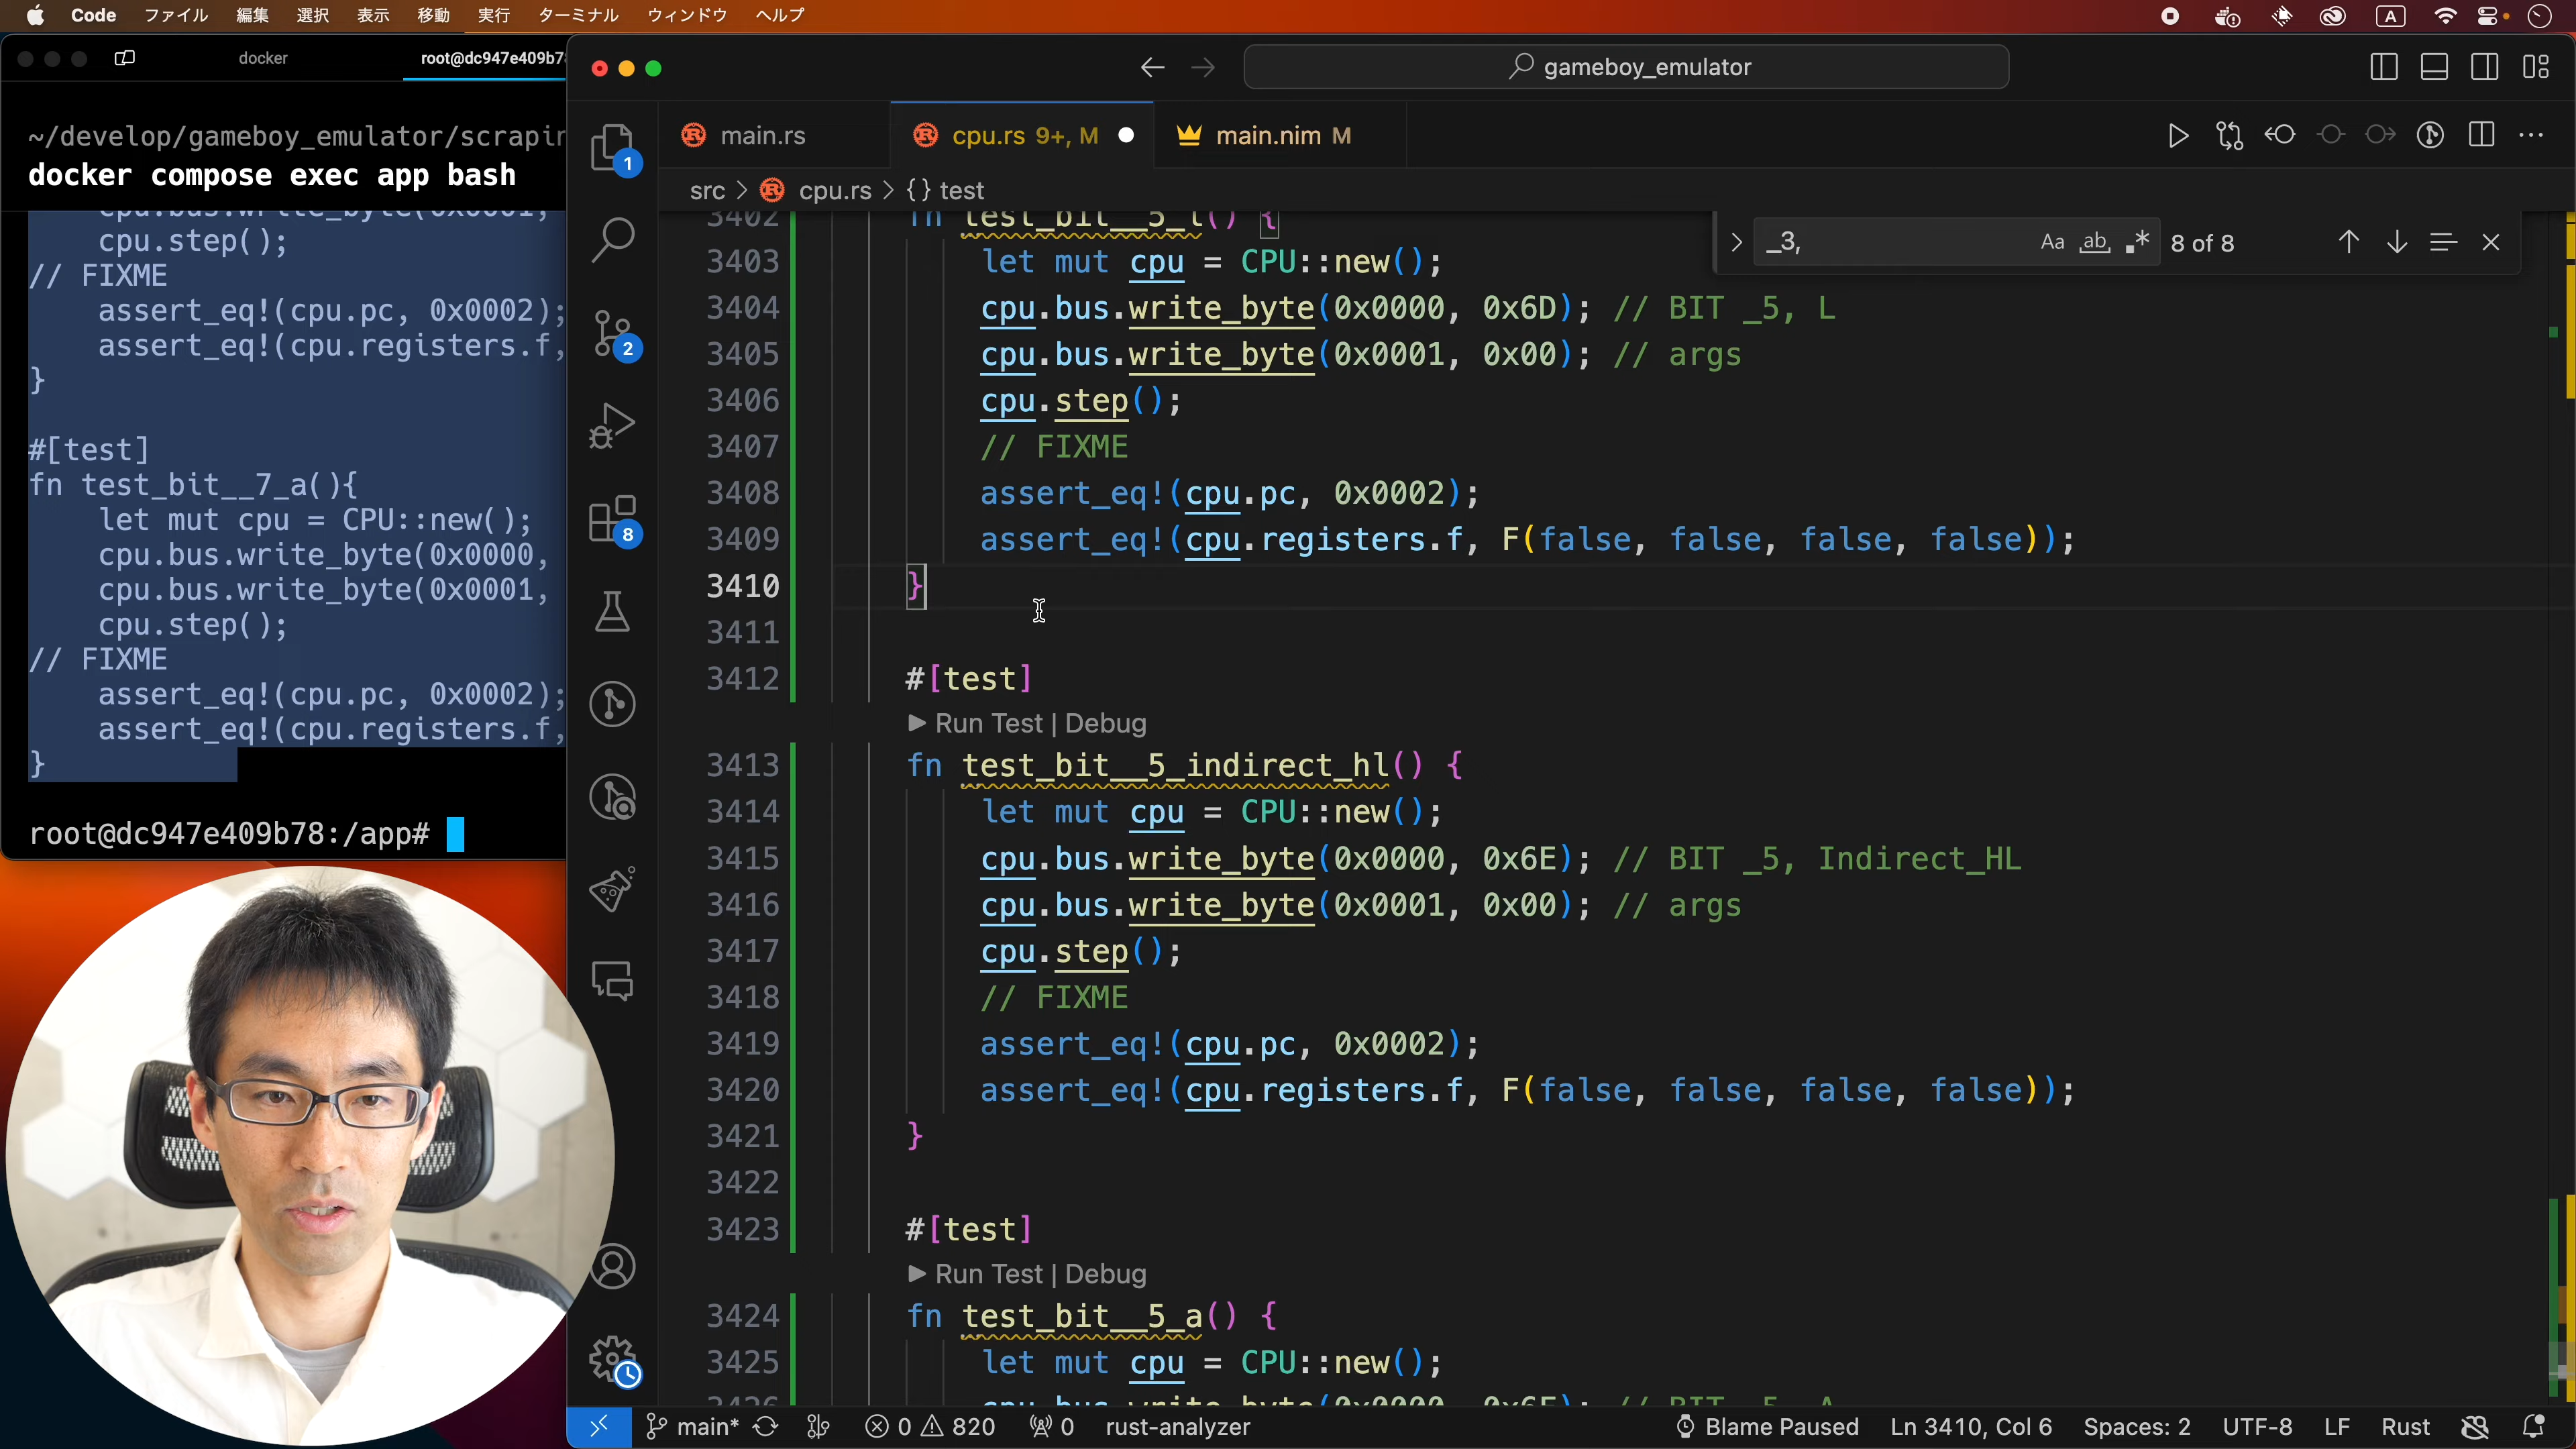 Code ファイル 編集 選択 表示 移動 実行 ターミナル ウィンドウ ヘルプ A
docker root@dc947e409b78
~/develop/gameboy_emulator/scrapin
docker compose exec app bash
cpu.bus.write_byte(0x0001,
cpu.step();
// FIXME
assert_eq!(cpu.pc, 0x0002);
assert_eq!(cpu.registers.f,
}
#[test]
fn test_bit__7_a(){
let mut cpu = CPU::new();
cpu.bus.write_byte(0x0000,
cpu.bus.write_byte(0x0001,
cpu.step();
// FIXME
assert_eq!(cpu.pc, 0x0002);
assert_eq!(cpu.registers.f,
}
root@dc947e409b78:/app#
gameboy_emulator
main.rs cpu.rs 9+, M main.nim M
src > cpu.rs > {} test
_3, Aa ab .* 8 of 8
1
2
8
3402 fn test_bit__5_l() {
3403 let mut cpu = CPU::new();
3404 cpu.bus.write_byte(0x0000, 0x6D); // BIT _5, L
3405 cpu.bus.write_byte(0x0001, 0x00); // args
3406 cpu.step();
3407 // FIXME
3408 assert_eq!(cpu.pc, 0x0002);
3409 assert_eq!(cpu.registers.f, F(false, false, false, false));
3410 }
3411
3412 #[test]
▶ Run Test | Debug
3413 fn test_bit__5_indirect_hl() {
3414 let mut cpu = CPU::new();
3415 cpu.bus.write_byte(0x0000, 0x6E); // BIT _5, Indirect_HL
3416 cpu.bus.write_byte(0x0001, 0x00); // args
3417 cpu.step();
3418 // FIXME
3419 assert_eq!(cpu.pc, 0x0002);
3420 assert_eq!(cpu.registers.f, F(false, false, false, false));
3421 }
3422
3423 #[test]
▶ Run Test | Debug
3424 fn test_bit__5_a() {
3425 let mut cpu = CPU::new();
3426 cpu.bus.write_byte(0x0000, 0x6F); // BIT _5, A
main* 0 820 0 rust-analyzer Blame Paused Ln 3410, Col 6 Spaces: 2 UTF-8 LF Rust